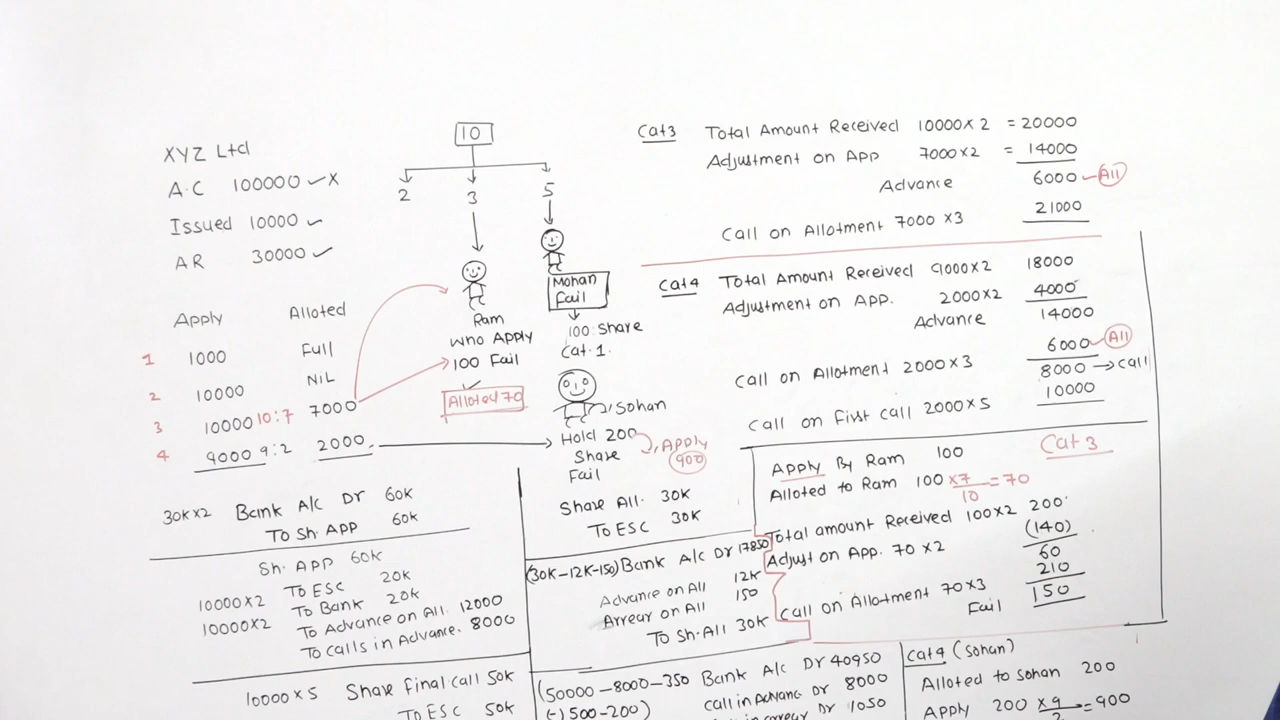 XYZ Ltd
A.C 100000 ✓ X
Issued 10000 ✓
AR 30000 ✓
Apply Alloted
1 1000 Full
2 10000 NIL
3 10000 10:7 7000
4 9000 9:2 2000
10
2 3 5
Ram
who Apply
100 Fail
✓
Alloted 70
Mohan
Fail
100 Share
Cat. 1.
Sohan
Hold 200
Share
Fail
Apply
900
Cat3 Total Amount Received 10000 x 2 = 20000
Adjustment on App 7000 x 2 = 14000
Advance 6000 All
Call on Allotment 7000 x 3 21000
Cat4 Total Amount Received 9000 x 2 18000
Adjustment on App. 2000 x 2 4000
Advance 14000
6000 All
Call on Allotment 2000 x 3 8000 → Call
Call on First call 2000 x 5 10000
Cat 3
Apply By Ram 100
Alloted to Ram 100 x 7/10 = 70
Total amount Received 100 x 2 200
Adjust on App. 70 x 2 (140)
60
Call on Allotment 70 x 3 210
Fail 150
30K x 2 Bank A/c Dr 60K
To Sh. App 60K
Sh. APP 60K
10000 x 2 To ESC 20K
10000 x 2 To Bank 20K
To Advance on All. 12000
To calls in Advance. 8000
10000 x 5 Share final call 50K
To ESC 50K
Share All. 30K
To ESC 30K
(30K-12K-150) Bank A/c Dr 17850
Advance on All 12K
Arrear on All 150
To Sh. All 30K
(50000-8000-350 Bank A/c Dr 40950
(-) 500-200) call in Advanc Dr 8000
Dr 1050
Cat4 (Sohan)
Alloted to Sohan 200
Apply 200 x 9/2 = 900